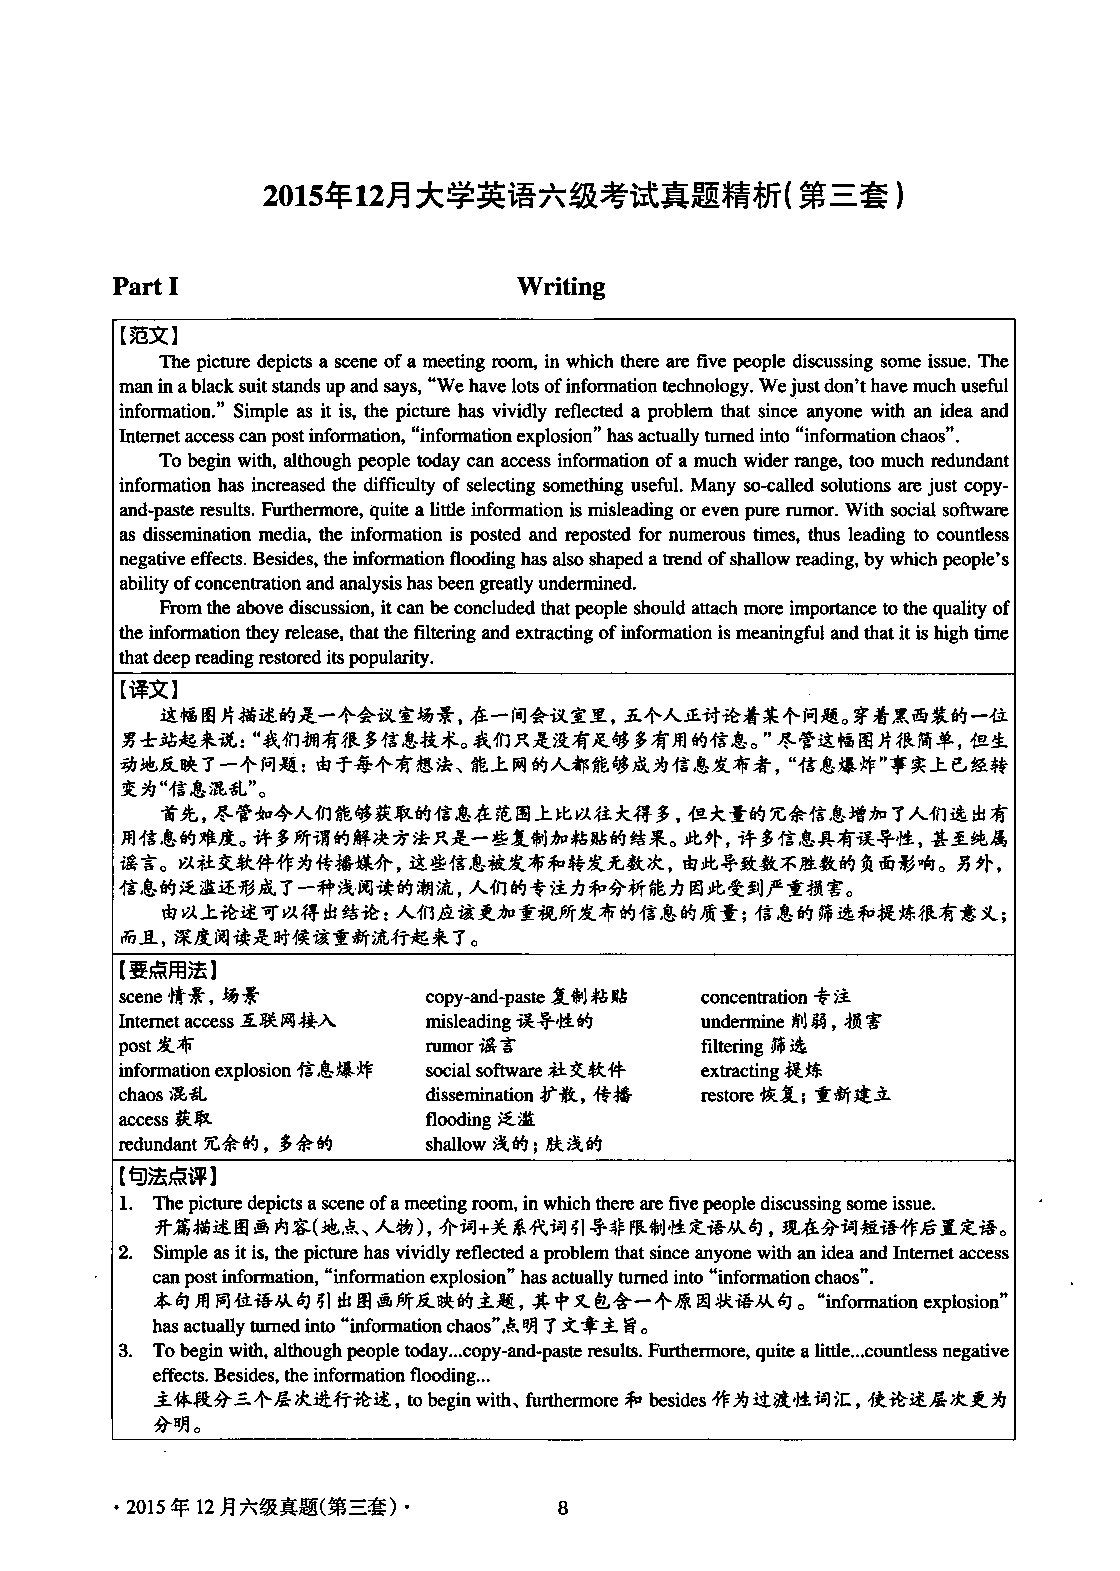 2015年12月大学英语六级考试真题精析(第三套)
Part I Writing
【范文】
The picture depicts a scene of a meeting room, in which there are five people discussing some issue. The
man in a black suit stands up and says, “We have lots of information technology. We just don’t have much useful
information.” Simple as it is, the picture has vividly reflected a problem that since anyone with an idea and
Internet access can post information, “information explosion” has actually turned into “information chaos”.
To begin with, although people today can access information of a much wider range, too much redundant
information has increased the difficulty of selecting something useful. Many so-called solutions are just copy-
and-paste results. Furthermore, quite a little information is misleading or even pure rumor. With social software
as dissemination media, the information is posted and reposted for numerous times, thus leading to countless
negative effects. Besides, the information flooding has also shaped a trend of shallow reading, by which people’s
ability of concentration and analysis has been greatly undermined.
From the above discussion, it can be concluded that people should attach more importance to the quality of
the information they release, that the filtering and extracting of information is meaningful and that it is high time
that deep reading restored its popularity.
【译文】
这幅图片描述的是一个会议室场景，在一间会议室里，五个人正讨论着某个问题。穿着黑西装的一位
男士站起来说：“我们拥有很多信息技术。我们只是没有足够多有用的信息。”尽管这幅图片很简单，但生
动地反映了一个问题：由于每个有想法、能上网的人都能够成为信息发布者，“信息爆炸”事实上已经转
变为“信息混乱”。
首先，尽管如今人们能够获取的信息在范围上比以往大得多，但大量的冗余信息增加了人们选出有
用信息的难度。许多所谓的解决方法只是一些复制加粘贴的结果。此外，许多信息具有误导性，甚至纯属
谣言。以社交软件作为传播媒介，这些信息被发布和转发无数次，由此导致数不胜数的负面影响。另外，
信息的泛滥还形成了一种浅阅读的潮流，人们的专注力和分析能力因此受到严重损害。
由以上论述可以得出结论：人们应该更加重视所发布的信息的质量；信息的筛选和提炼很有意义；
而且，深度阅读是时候该重新流行起来了。
【要点用法】
scene 情景，场景 copy-and-paste 复制粘贴 concentration 专注
Internet access 互联网接入 misleading 误导性的 undermine 削弱，损害
post 发布 rumor 谣言 filtering 筛选
information explosion 信息爆炸 social software 社交软件 extracting 提炼
chaos 混乱 dissemination 扩散，传播 restore 恢复；重新建立
access 获取 flooding 泛滥
redundant 冗余的，多余的 shallow 浅的；肤浅的
【句法点评】
1. The picture depicts a scene of a meeting room, in which there are five people discussing some issue.
开篇描述图画内容(地点、人物)，介词+关系代词引导非限制性定语从句，现在分词短语作后置定语。
2. Simple as it is, the picture has vividly reflected a problem that since anyone with an idea and Internet access
can post information, “information explosion” has actually turned into “information chaos”.
本句用同位语从句引出图画所反映的主题，其中又包含一个原因状语从句。“information explosion”
has actually turned into “information chaos”点明了文章主旨。
3. To begin with, although people today...copy-and-paste results. Furthermore, quite a little...countless negative
effects. Besides, the information flooding...
主体段分三个层次进行论述，to begin with、furthermore 和 besides 作为过渡性词汇，使论述层次更为
分明。
·2015年12月六级真题(第三套)· 8